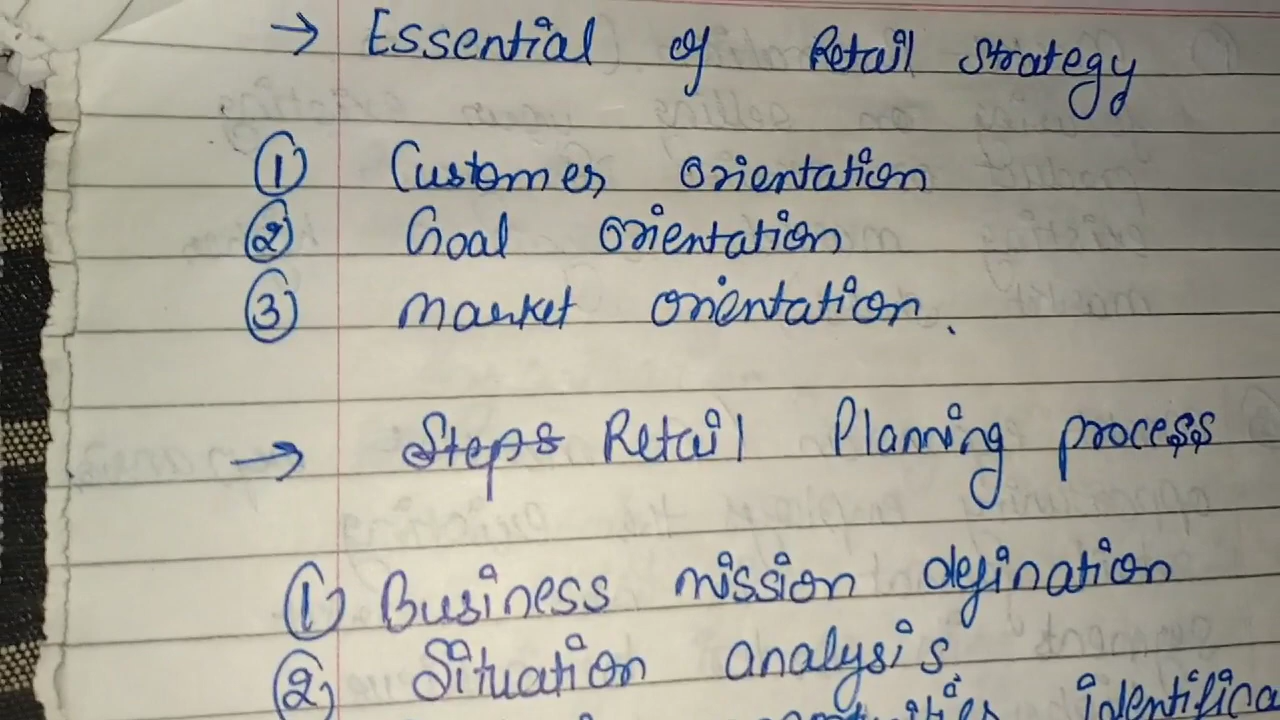 → Essential of Retail Strategy
① Customer orientation
② Goal orientation
③ market orientation.
→ Steps Retail Planning process
① Business mission defination
② Situation analysis